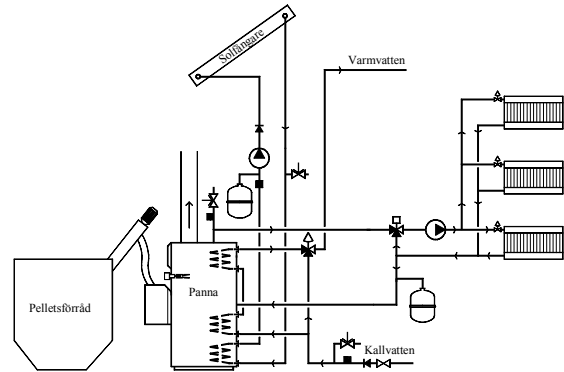 Solfångare
Varmvatten
Panna
Pelletsförråd
Kallvatten